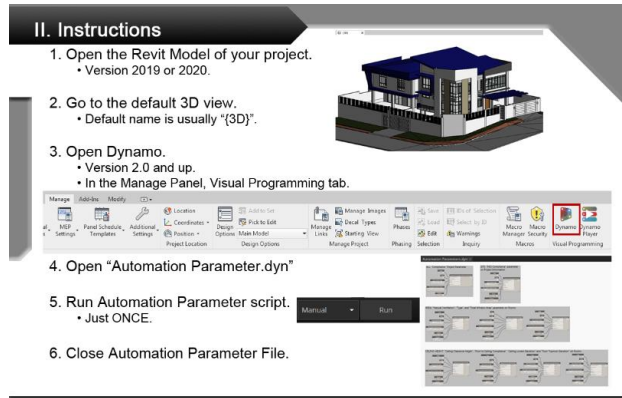 II. Instructions
1. Open the Revit Model of your project.
• Version 2019 or 2020.
2. Go to the default 3D view.
• Default name is usually “{3D}”.
3. Open Dynamo.
• Version 2.0 and up.
• In the Manage Panel, Visual Programming tab.
Manage Add-Ins Modify
MEP Settings Panel Schedule Templates Additional Settings
Location
Coordinates
Position
Project Location
Design Options
Add to Set
Pick to Edit
Main Model
Design Options
Manage Links
Manage Images
Decal Types
Starting View
Manage Project
Phases
Phasing
Save
Load
Edit
Selection
IDs of Selection
Select by ID
Warnings
Inquiry
Macro Manager Macro Security
Macros
Dynamo Dynamo Player
Visual Programming
4. Open “Automation Parameter.dyn”
5. Run Automation Parameter script.
• Just ONCE.
Manual Run
6. Close Automation Parameter File.